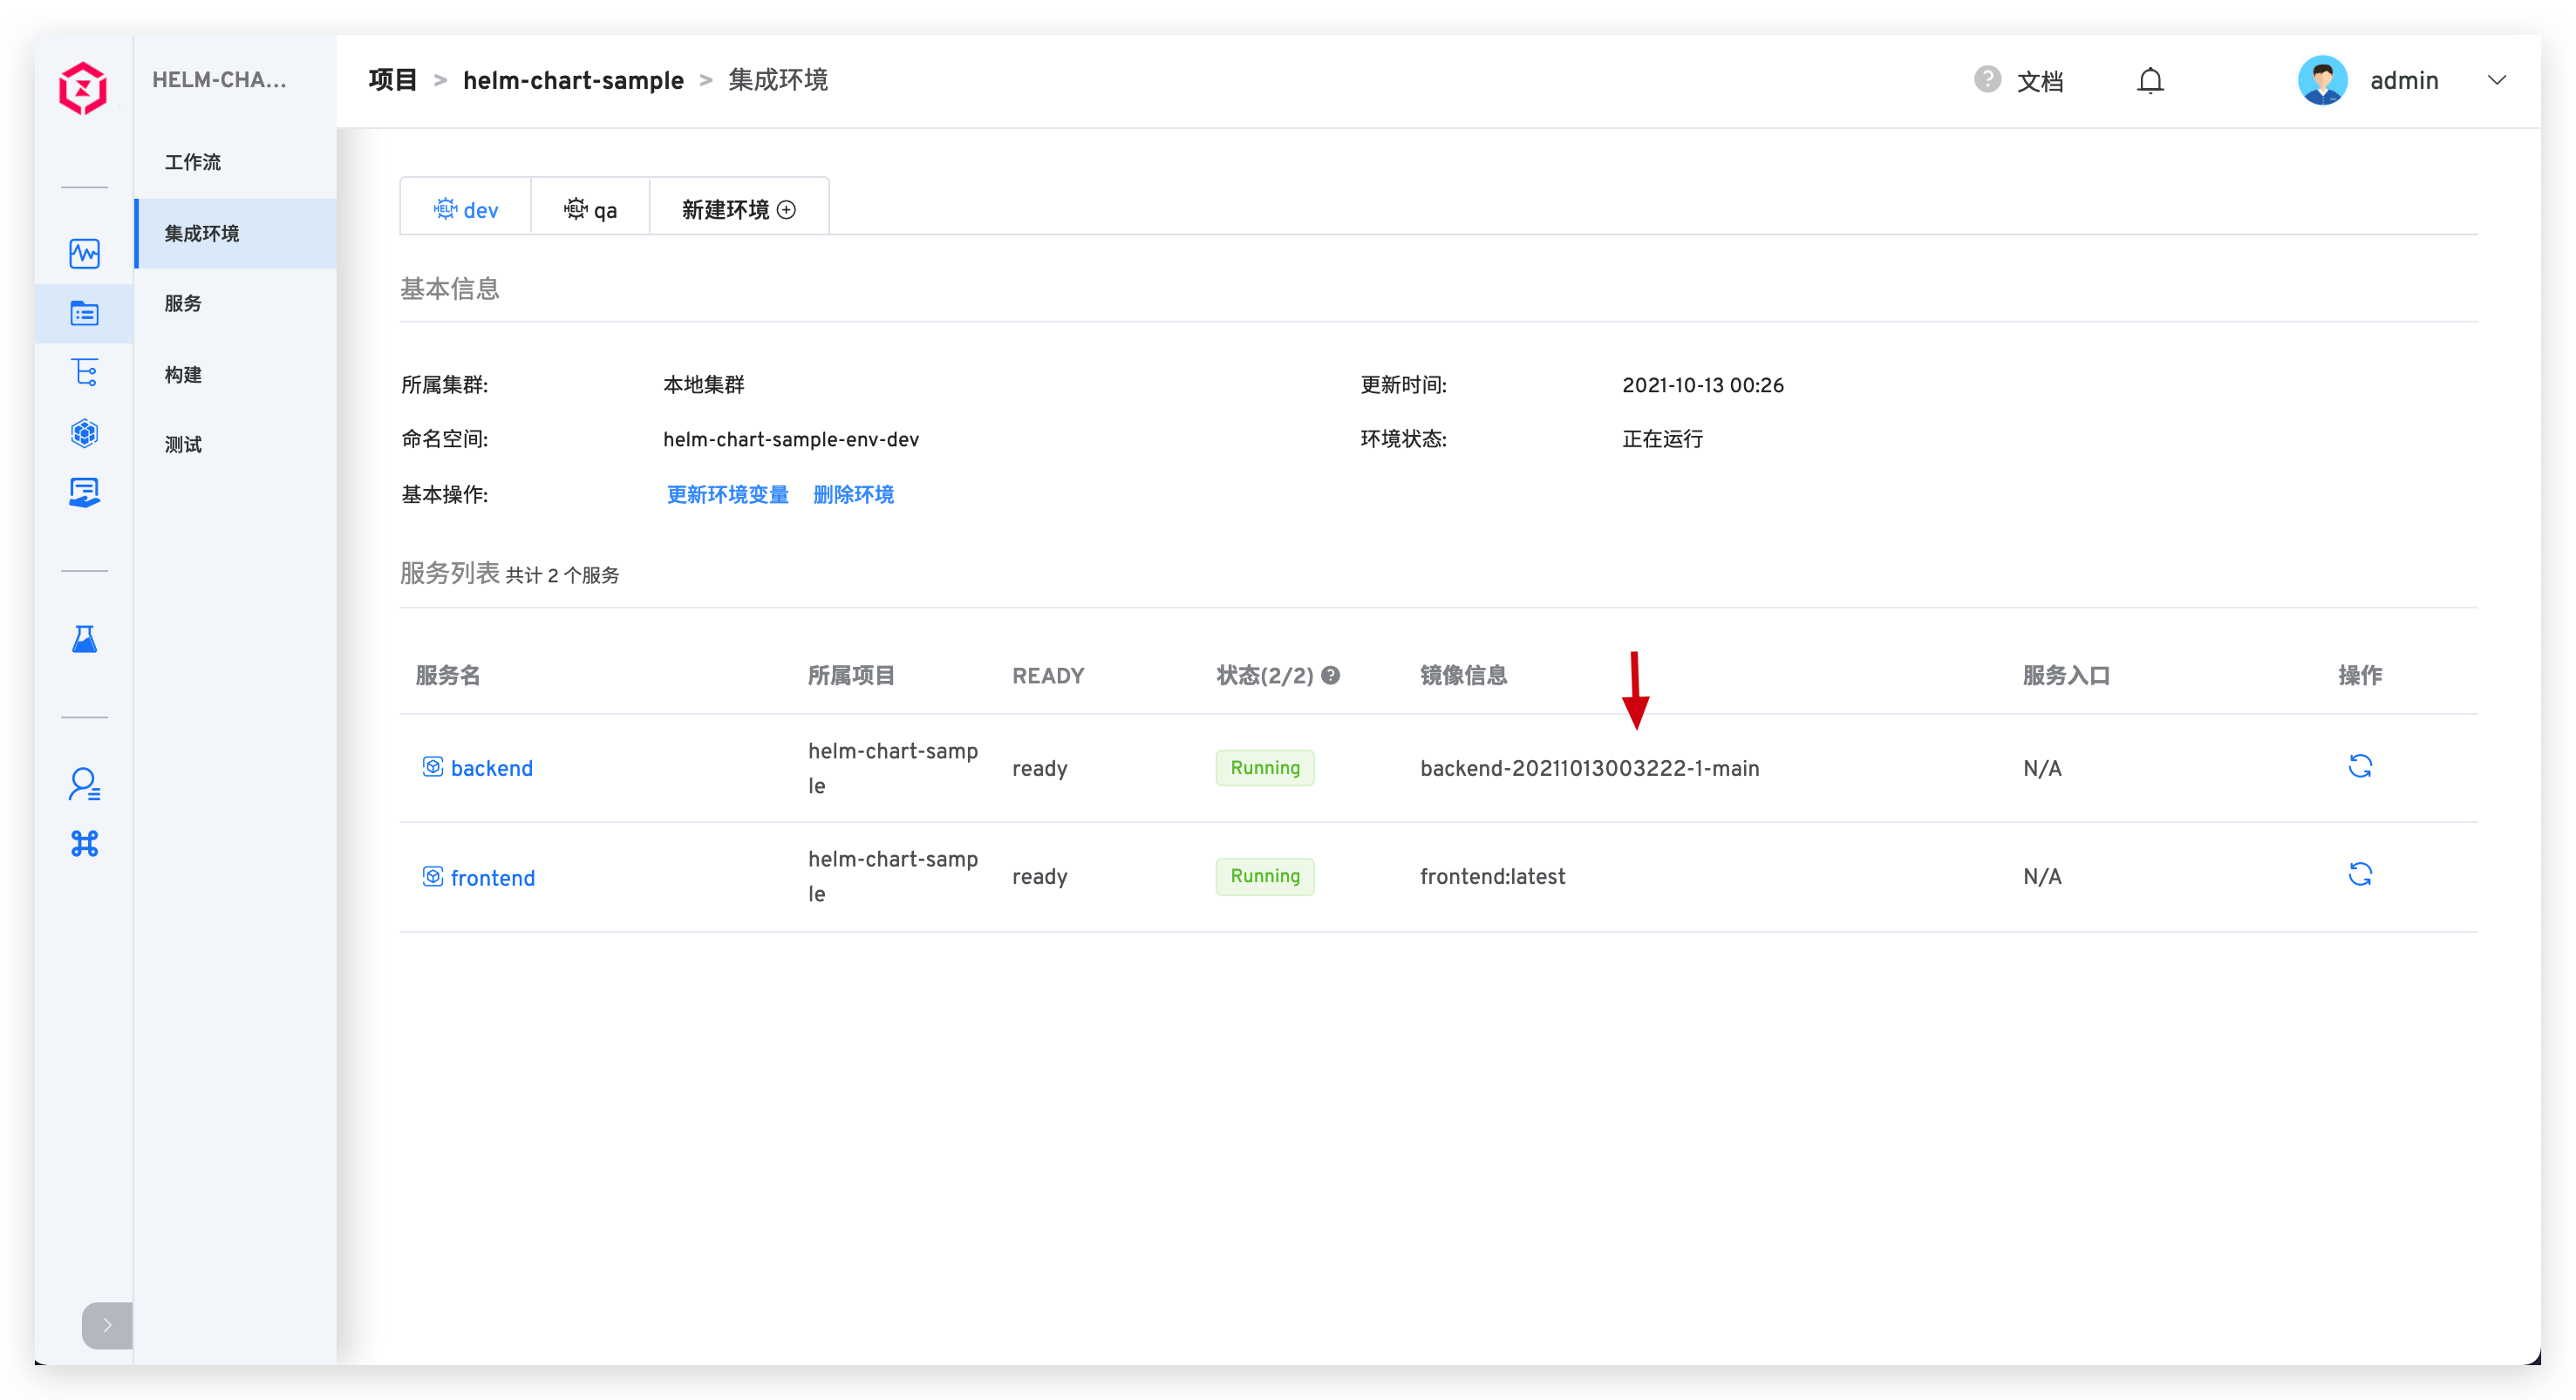 HELM-CHA...
项目 > helm-chart-sample > 集成环境
? 文档
admin
工作流
集成环境
服务
构建
测试
HELM dev
HELM qa
新建环境
基本信息
所属集群: 本地集群 更新时间: 2021-10-13 00:26
命名空间: helm-chart-sample-env-dev 环境状态: 正在运行
基本操作: 更新环境变量 删除环境
服务列表 共计 2 个服务
服务名 所属项目 READY 状态(2/2) ? 镜像信息 服务入口 操作
backend helm-chart-samp
le ready Running backend-20211013003222-1-main N/A
frontend helm-chart-samp
le ready Running frontend:latest N/A